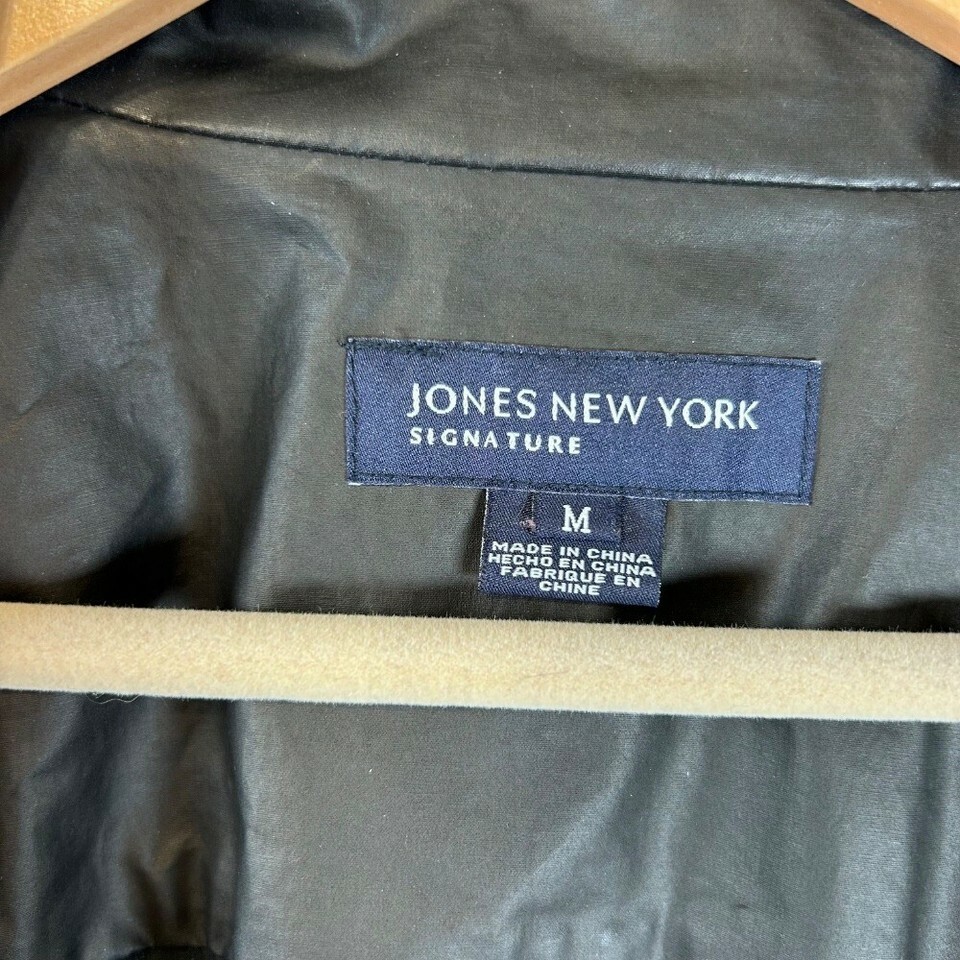 JONES NEW YORK
SIGNATURE
M
MADE IN CHINA
HECHO EN CHINA
FABRIQUE EN
CHINE